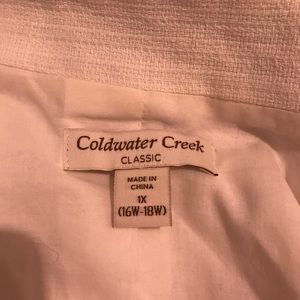 Coldwater Creek
CLASSIC
MADE IN
CHINA
1X
(16W-18W)